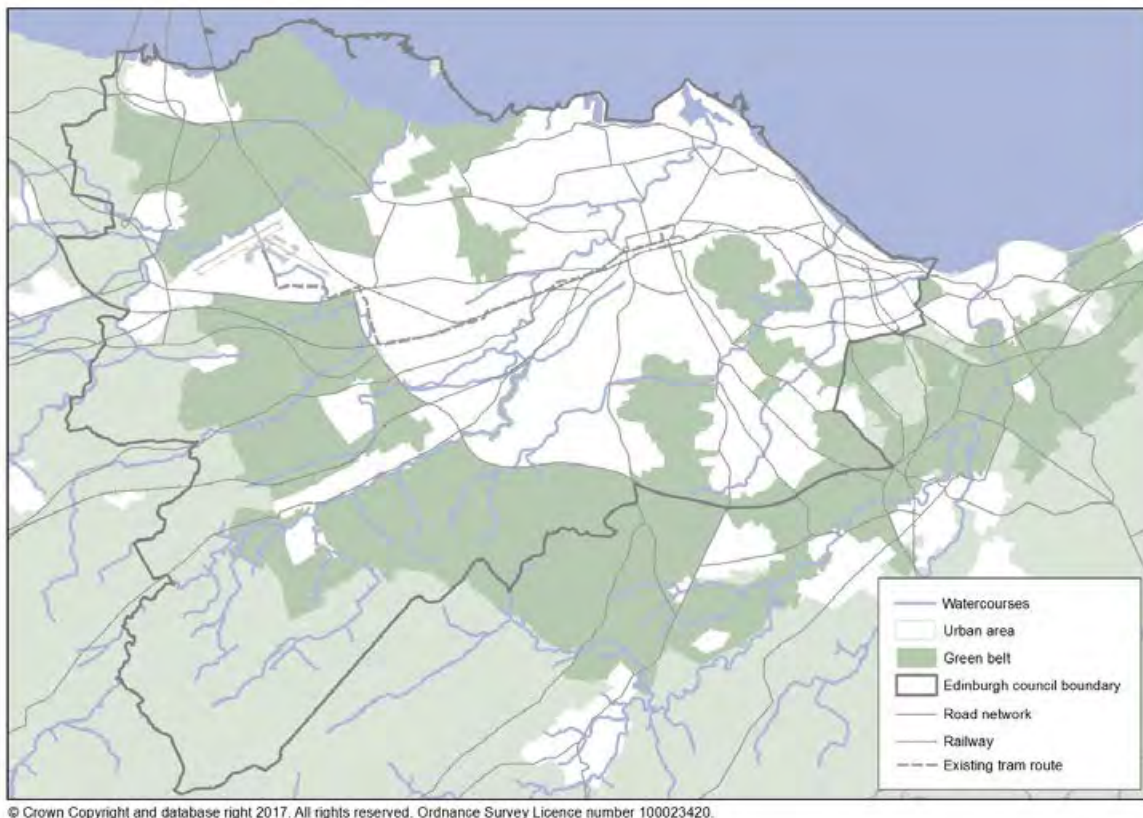 Watercourses
Urban area
Green belt
Edinburgh council boundary
Road network
Railway
Existing tram route
© Crown Copyright and database right 2017. All rights reserved. Ordnance Survey Licence number 100023420.